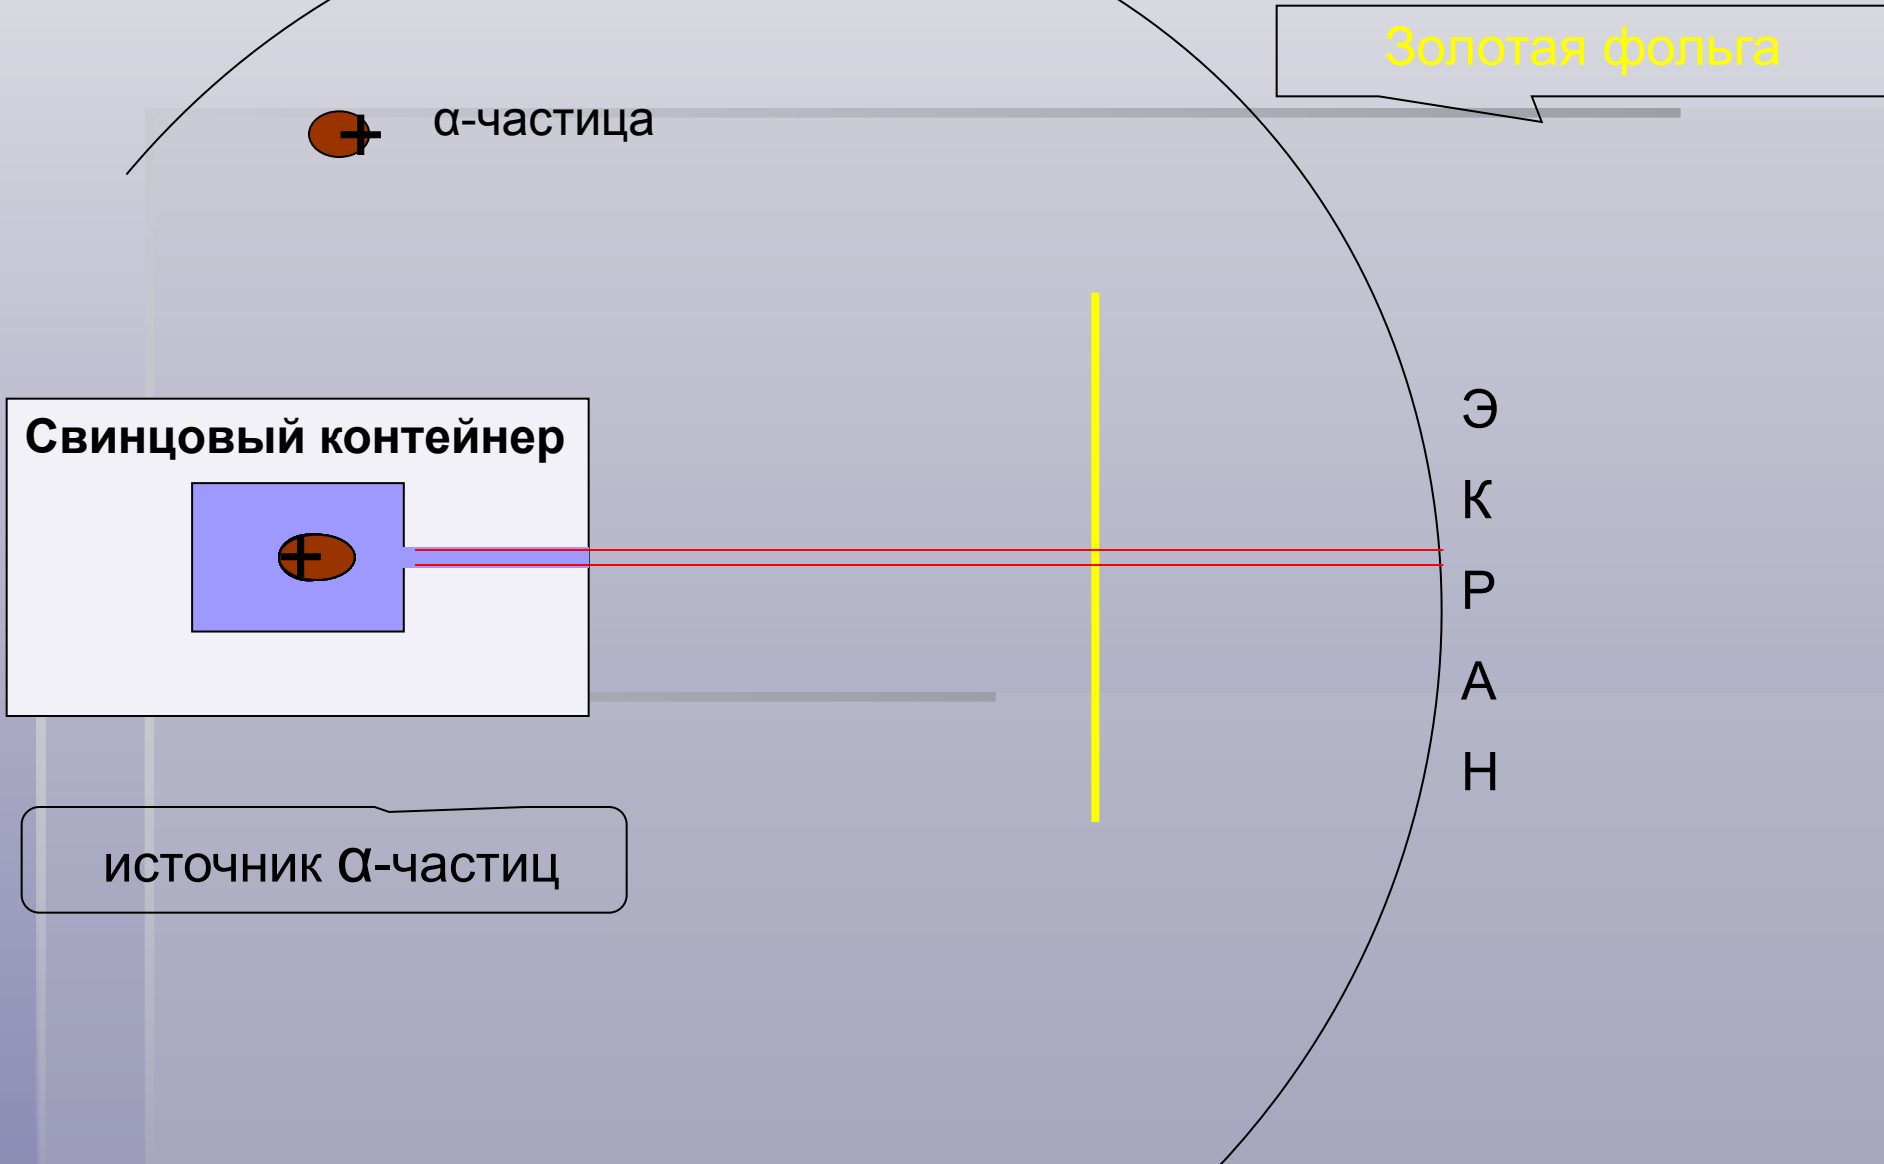 Золотая фольга
α-частица
+
Свинцовый контейнер
+
Э
К
Р
А
Н
источник α-частиц